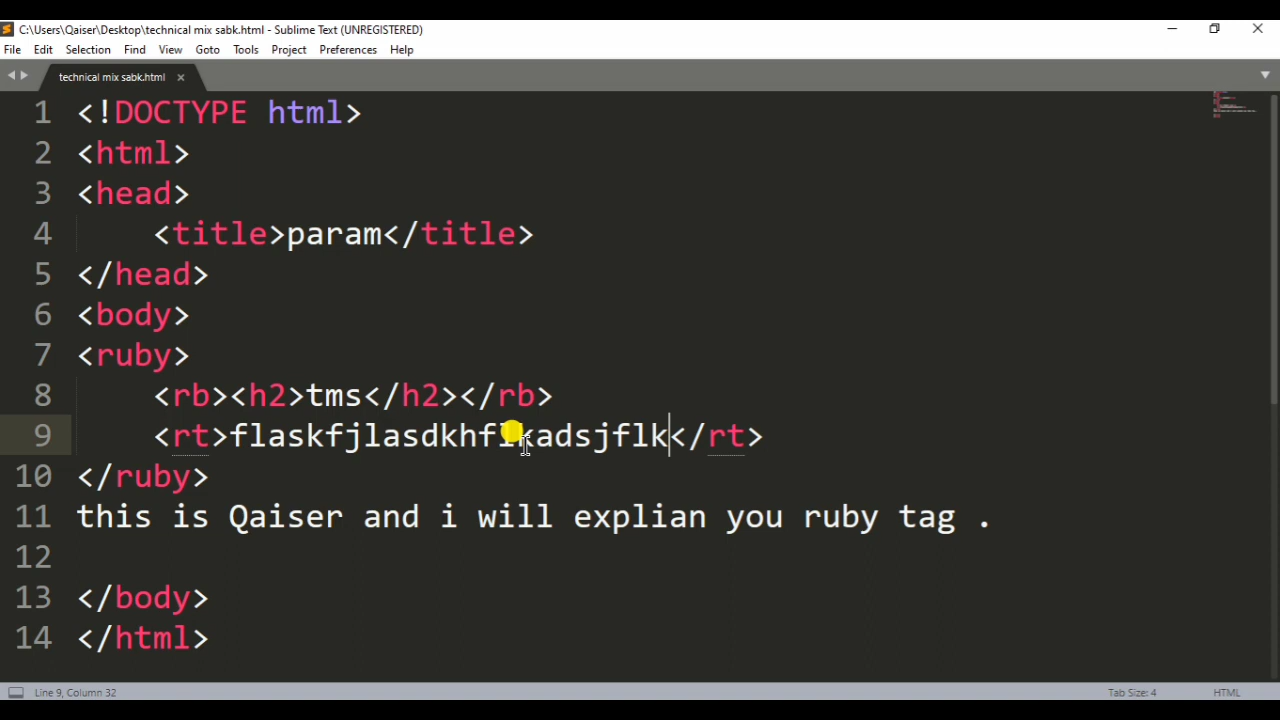 C:\Users\Qaiser\Desktop\technical mix sabk.html - Sublime Text (UNREGISTERED)
File Edit Selection Find View Goto Tools Project Preferences Help
technical mix sabk.html ×
1 <!DOCTYPE html>
2 <html>
3 <head>
4 <title>param</title>
5 </head>
6 <body>
7 <ruby>
8 <rb><h2>tms</h2></rb>
9 <rt>flaskfjlasdkhflkadsjflk</rt>
10 </ruby>
11 this is Qaiser and i will explian you ruby tag .
12
13 </body>
14 </html>
Line 9, Column 32 Tab Size: 4 HTML